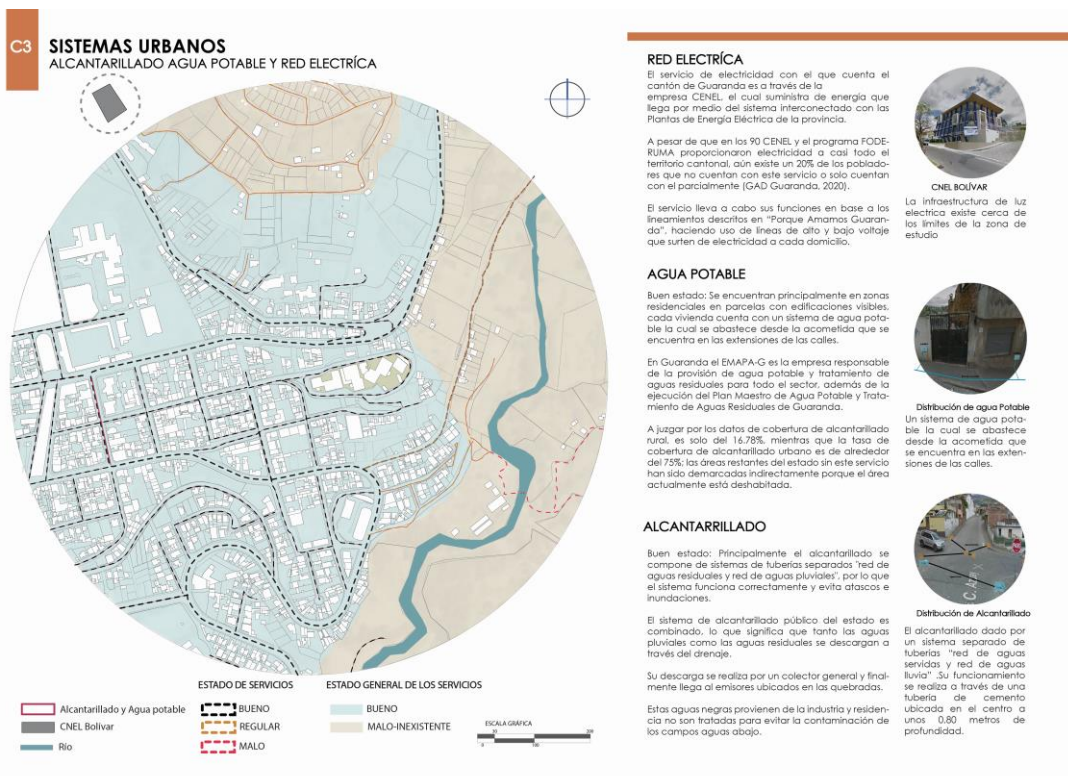 C3
SISTEMAS URBANOS
ALCANTARILLADO AGUA POTABLE Y RED ELECTRÍCA
RED ELECTRÍCA
El servicio de electricidad con el que cuenta el
cantón de Guaranda es a través de la
empresa CENEL, el cual suministra de energía que
llega por medio del sistema interconectado con las
Plantas de Energía Eléctrica de la provincia.
A pesar de que en los 90 CENEL y el programa FODE-
RUMA proporcionaron electricidad a casi todo el
territorio cantonal, aún existe un 20% de los poblado-
res que no cuentan con este servicio o solo cuentan
con el parcialmente (GAD Guaranda, 2020).
El servicio lleva a cabo sus funciones en base a los
lineamientos descritos en "Porque Amamos Guaran-
da", haciendo uso de líneas de alto y bajo voltaje
que surten de electricidad a cada domicilio.
CNEL BOLÍVAR
La infraestructura de luz
electrica existe cerca de
los límites de la zona de
estudio
AGUA POTABLE
Buen estado: Se encuentran principalmente en zonas
residenciales en parcelas con edificaciones visibles,
cada vivienda cuenta con un sistema de agua pota-
ble la cual se abastece desde la acometida que se
encuentra en las extensiones de las calles.
En Guaranda el EMAPA-G es la empresa responsable
de la provisión de agua potable y tratamiento de
aguas residuales para todo el sector, además de la
ejecución del Plan Maestro de Agua Potable y Trata-
miento de Aguas Residuales de Guaranda.
A juzgar por los datos de cobertura de alcantarillado
rural, es solo del 16.78%, mientras que la tasa de
cobertura de alcantarillado urbano es de alrededor
del 75%; las áreas restantes del estado sin este servicio
han sido demarcadas indirectamente porque el área
actualmente está deshabitada.
Distribución de agua Potable
Un sistema de agua pota-
ble la cual se abastece
desde la acometida que
se encuentra en las exten-
siones de las calles.
ALCANTARRILLADO
Buen estado: Principalmente el alcantarillado se
compone de sistemas de tuberías separados "red de
aguas residuales y red de aguas pluviales", por lo que
el sistema funciona correctamente y evita atascos e
inundaciones.
El sistema de alcantarillado público del estado es
combinado, lo que significa que tanto las aguas
pluviales como las aguas residuales se descargan a
través del drenaje.
Su descarga se realiza por un colector general y final-
mente llega al emisores ubicados en las quebradas.
Estas aguas negras provienen de la industria y residen-
cia no son tratadas para evitar la contaminación de
los campos aguas abajo.
Distribución de Alcantarillado
El alcantarillado dado por
un sistema separado de
tuberías "red de aguas
servidas y red de aguas
lluvia" .Su funcionamiento
se realiza a través de una
tubería de cemento
ubicada en el centro a
unos 0.80 metros de
profundidad.
ESTADO DE SERVICIOS
ESTADO GENERAL DE LOS SERVICIOS
Alcantarillado y Agua potable
CNEL Bolívar
Río
BUENO
REGULAR
MALO
BUENO
MALO-INEXISTENTE
ESCALA GRÁFICA
0
100